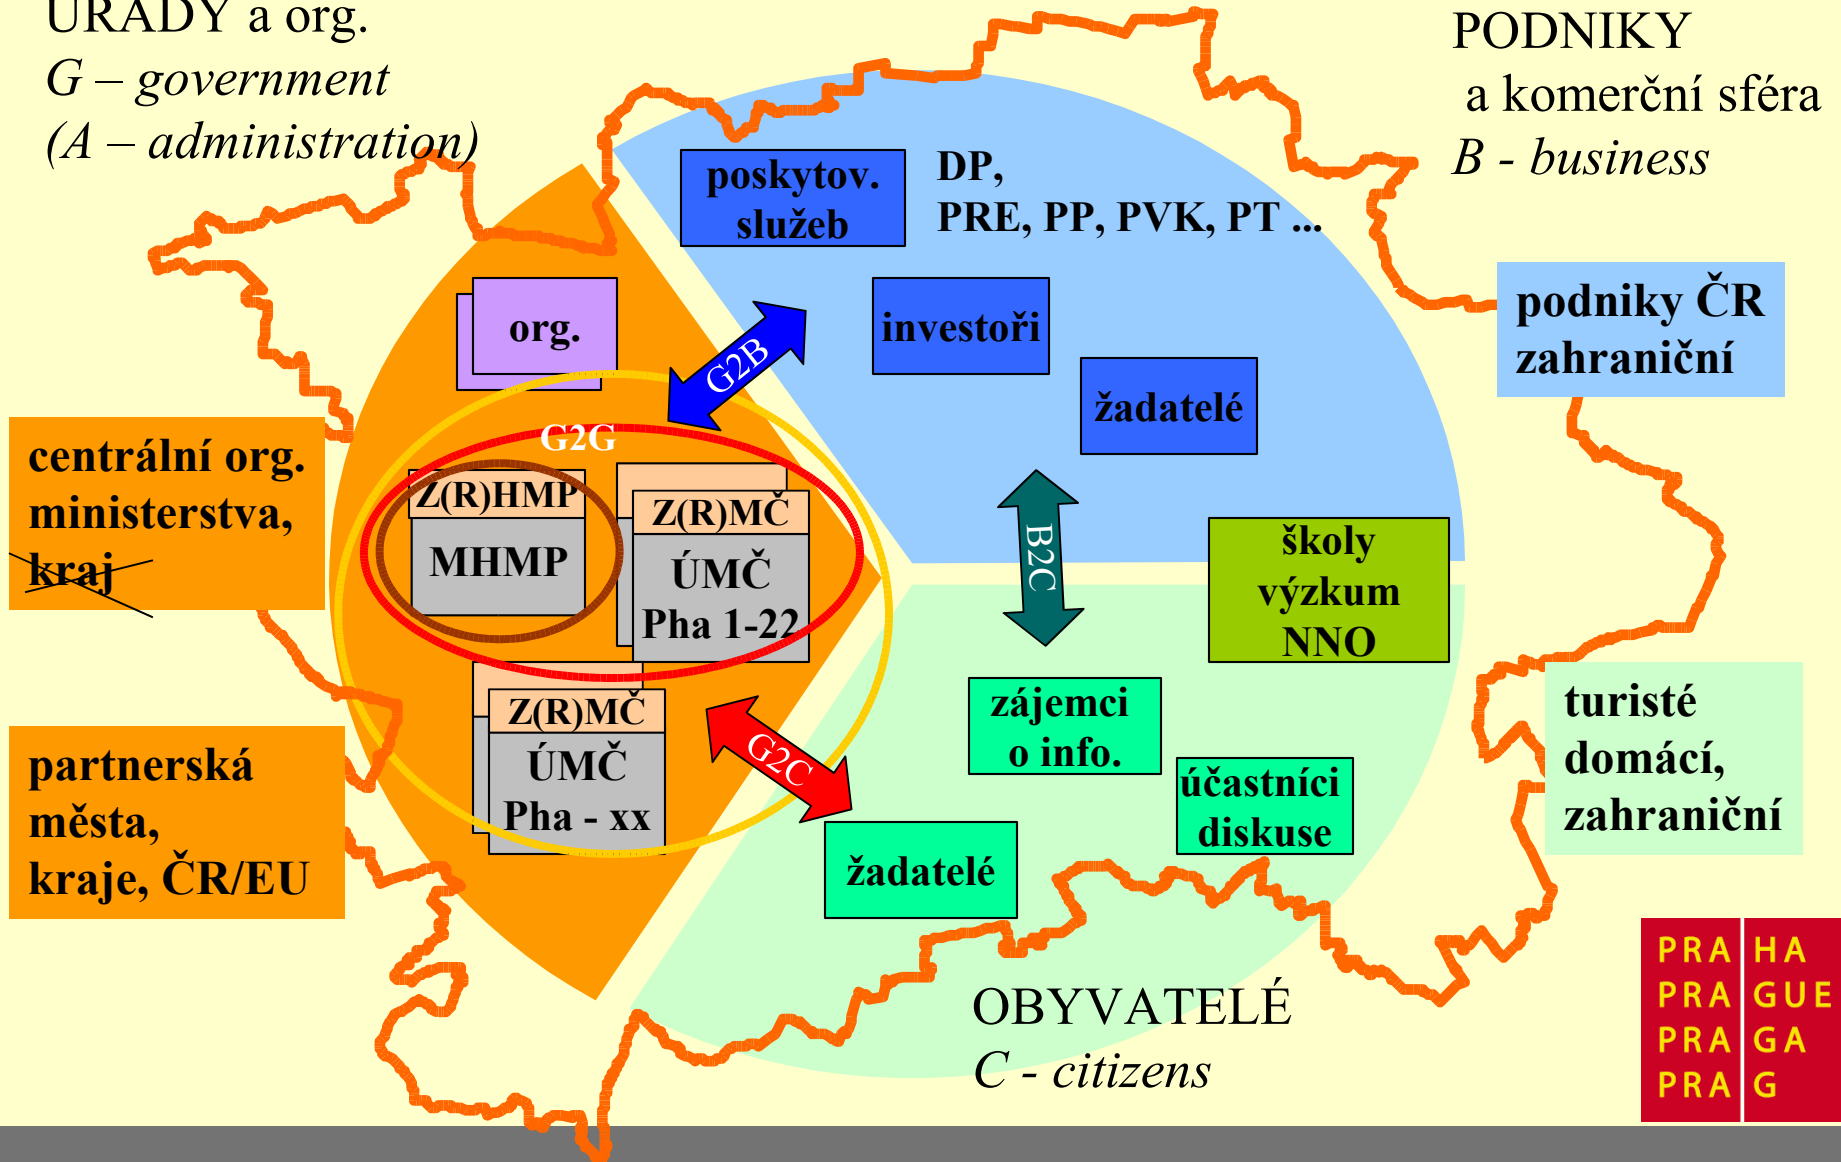 ÚŘADY a org.
G – government
(A – administration)
PODNIKY
a komerční sféra
B - business
poskytov.
služeb
DP,
PRE, PP, PVK, PT ...
org.
G2B
investoři
podniky ČR
zahraniční
žadatelé
centrální org.
ministerstva,
kraj
G2G
Z(R)HMP
MHMP
Z(R)MČ
ÚMČ
Pha 1-22
B2C
školy
výzkum
NNO
Z(R)MČ
ÚMČ
Pha - xx
G2C
zájemci
o info.
účastníci
diskuse
turisté
domácí,
zahraniční
partnerská
města,
kraje, ČR/EU
žadatelé
OBYVATELÉ
C - citizens
PRA HA
PRA GUE
PRA GA
PRA G